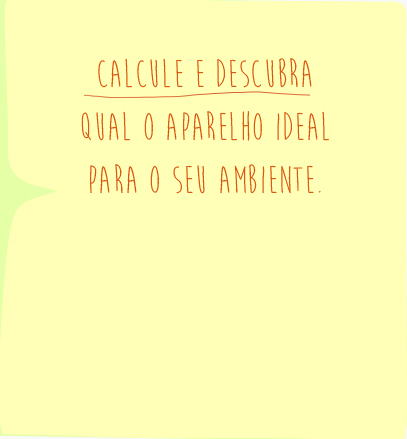 CALCULE E DESCUBRA
QUAL O APARELHO IDEAL
PARA O SEU AMBIENTE.